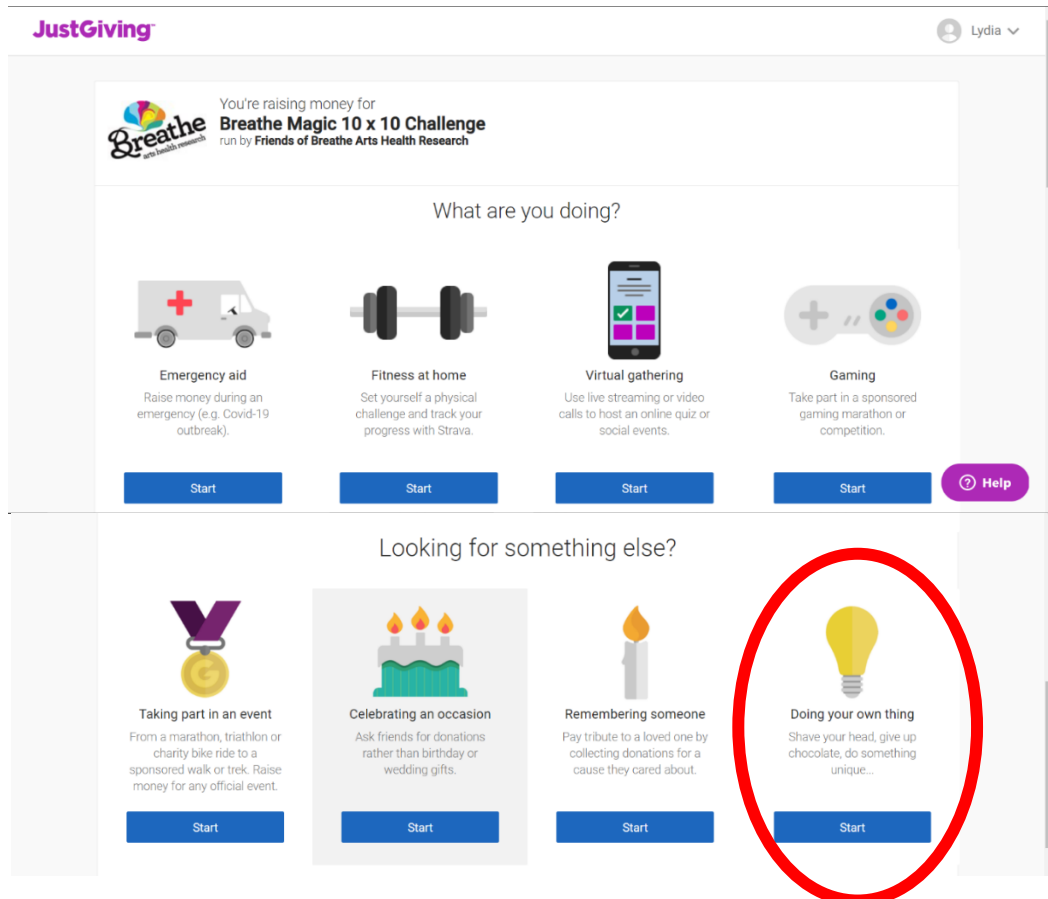 JustGiving™
Lydia
Breathe
arts health research
You're raising money for
Breathe Magic 10 x 10 Challenge
run by Friends of Breathe Arts Health Research
What are you doing?
Emergency aid
Raise money during an
emergency (e.g. Covid-19
outbreak).
Start
Fitness at home
Set yourself a physical
challenge and track your
progress with Strava.
Start
Virtual gathering
Use live streaming or video
calls to host an online quiz or
social events.
Start
Gaming
Take part in a sponsored
gaming marathon or
competition.
Start
Help
Looking for something else?
G
Taking part in an event
From a marathon, triathlon or
charity bike ride to a
sponsored walk or trek. Raise
money for any official event.
Start
Celebrating an occasion
Ask friends for donations
rather than birthday or
wedding gifts.
Start
Remembering someone
Pay tribute to a loved one by
collecting donations for a
cause they cared about.
Start
Doing your own thing
Shave your head, give up
chocolate, do something
unique...
Start